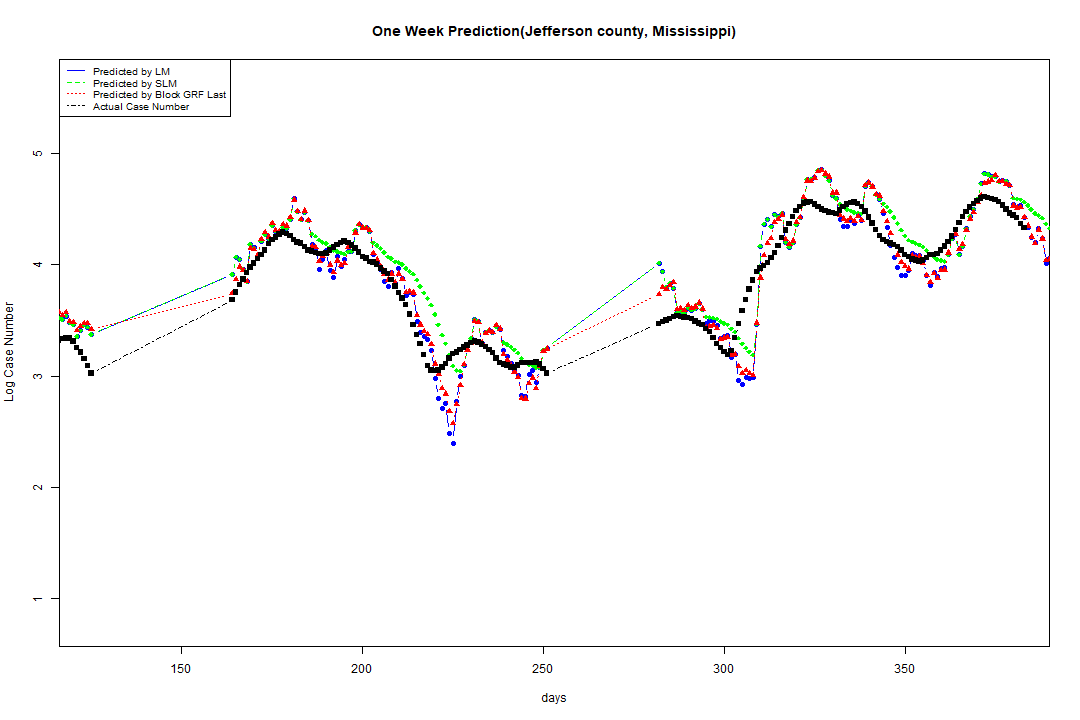 One Week Prediction(Jefferson county, Mississippi)
Predicted by LM
Predicted by SLM
Predicted by Block GRF Last
Actual Case Number
Log Case Number
5
4
3
2
1
150 200 250 300 350
days